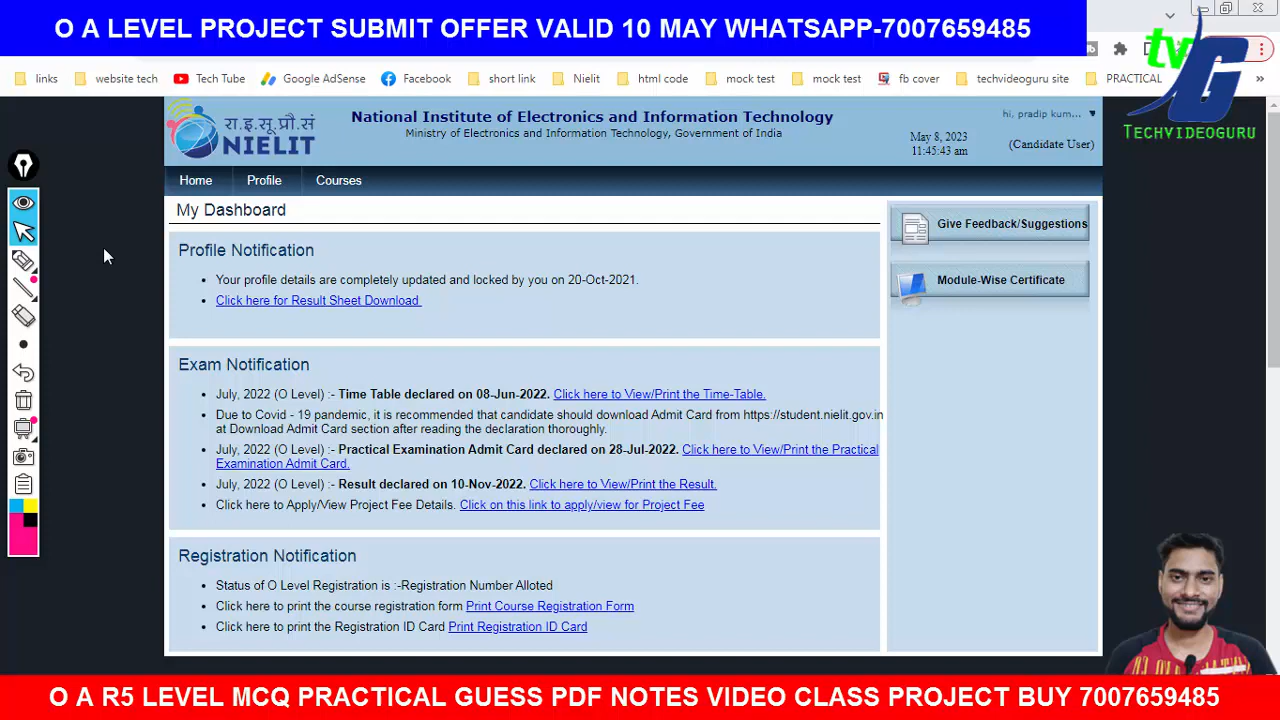 O A LEVEL PROJECT SUBMIT OFFER VALID 10 MAY WHATSAPP-7007659485
links
website tech
Tech Tube
Google AdSense
Facebook
short link
Nielit
html code
mock test
mock test
fb cover
techvideoguru site
PRACTICAL
»
tv
G
TECHVIDEOGURU
रा.इ.सू.प्रौ.सं
NIELIT
National Institute of Electronics and Information Technology
Ministry of Electronics and Information Technology, Government of India
May 8, 2023
11:45:43 am
hi, pradip kum...
(Candidate User)
Home
Profile
Courses
My Dashboard
Profile Notification
Your profile details are completely updated and locked by you on 20-Oct-2021.
Click here for Result Sheet Download.
Exam Notification
July, 2022 (O Level) :- Time Table declared on 08-Jun-2022. Click here to View/Print the Time-Table.
Due to Covid - 19 pandemic, it is recommended that candidate should download Admit Card from https://student.nielit.gov.in
at Download Admit Card section after reading the declaration thoroughly.
July, 2022 (O Level) :- Practical Examination Admit Card declared on 28-Jul-2022. Click here to View/Print the Practical
Examination Admit Card.
July, 2022 (O Level) :- Result declared on 10-Nov-2022. Click here to View/Print the Result.
Click here to Apply/View Project Fee Details. Click on this link to apply/view for Project Fee
Registration Notification
Status of O Level Registration is :-Registration Number Alloted
Click here to print the course registration form Print Course Registration Form
Click here to print the Registration ID Card Print Registration ID Card
Give Feedback/Suggestions
Module-Wise Certificate
O A R5 LEVEL MCQ PRACTICAL GUESS PDF NOTES VIDEO CLASS PROJECT BUY 7007659485